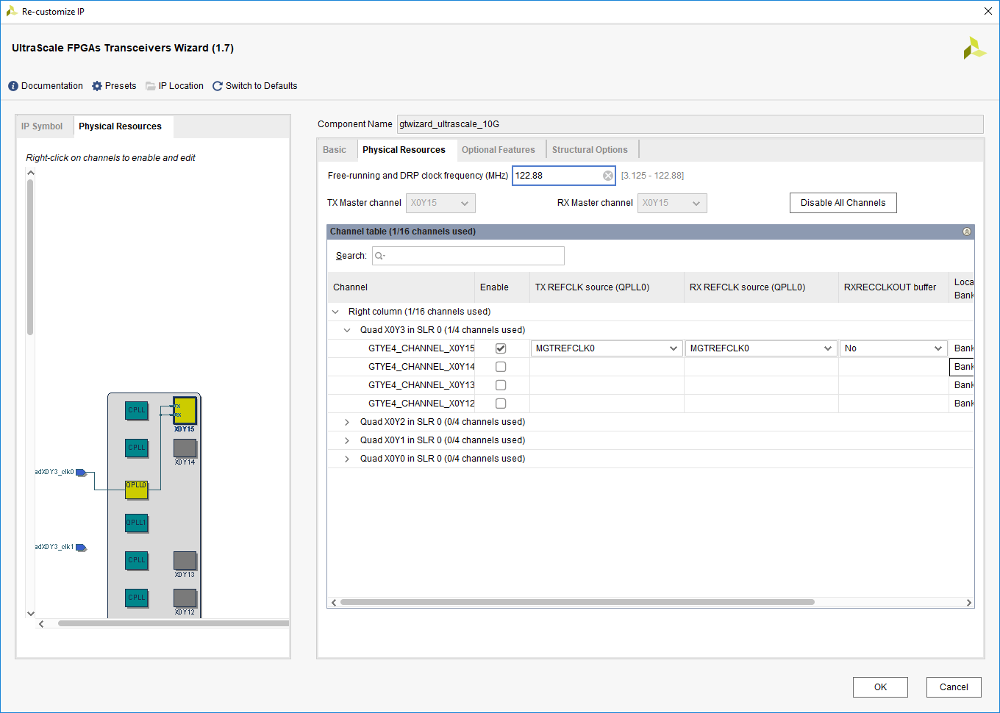 Re-customize IP
UltraScale FPGAs Transceivers Wizard (1.7)
Documentation Presets IP Location Switch to Defaults
IP Symbol Physical Resources
Right-click on channels to enable and edit
CPLL
TX
RX
X0Y15
CPLL
X0Y14
adX0Y3_clk0
QPLL0
QPLL1
adX0Y3_clk1
CPLL
X0Y13
CPLL
X0Y12
Component Name gtwizard_ultrascale_10G
Basic Physical Resources Optional Features Structural Options
Free-running and DRP clock frequency (MHz) 122.88 [3.125 - 122.88]
TX Master channel X0Y15 RX Master channel X0Y15 Disable All Channels
Channel table (1/16 channels used)
Search:
Channel Enable TX REFCLK source (QPLL0) RX REFCLK source (QPLL0) RXRECCLKOUT buffer Loca
Bank
Right column (1/16 channels used)
Quad X0Y3 in SLR 0 (1/4 channels used)
GTYE4_CHANNEL_X0Y15 MGTREFCLK0 MGTREFCLK0 No Bank
GTYE4_CHANNEL_X0Y14 Bank
GTYE4_CHANNEL_X0Y13 Bank
GTYE4_CHANNEL_X0Y12 Bank
Quad X0Y2 in SLR 0 (0/4 channels used)
Quad X0Y1 in SLR 0 (0/4 channels used)
Quad X0Y0 in SLR 0 (0/4 channels used)
OK Cancel